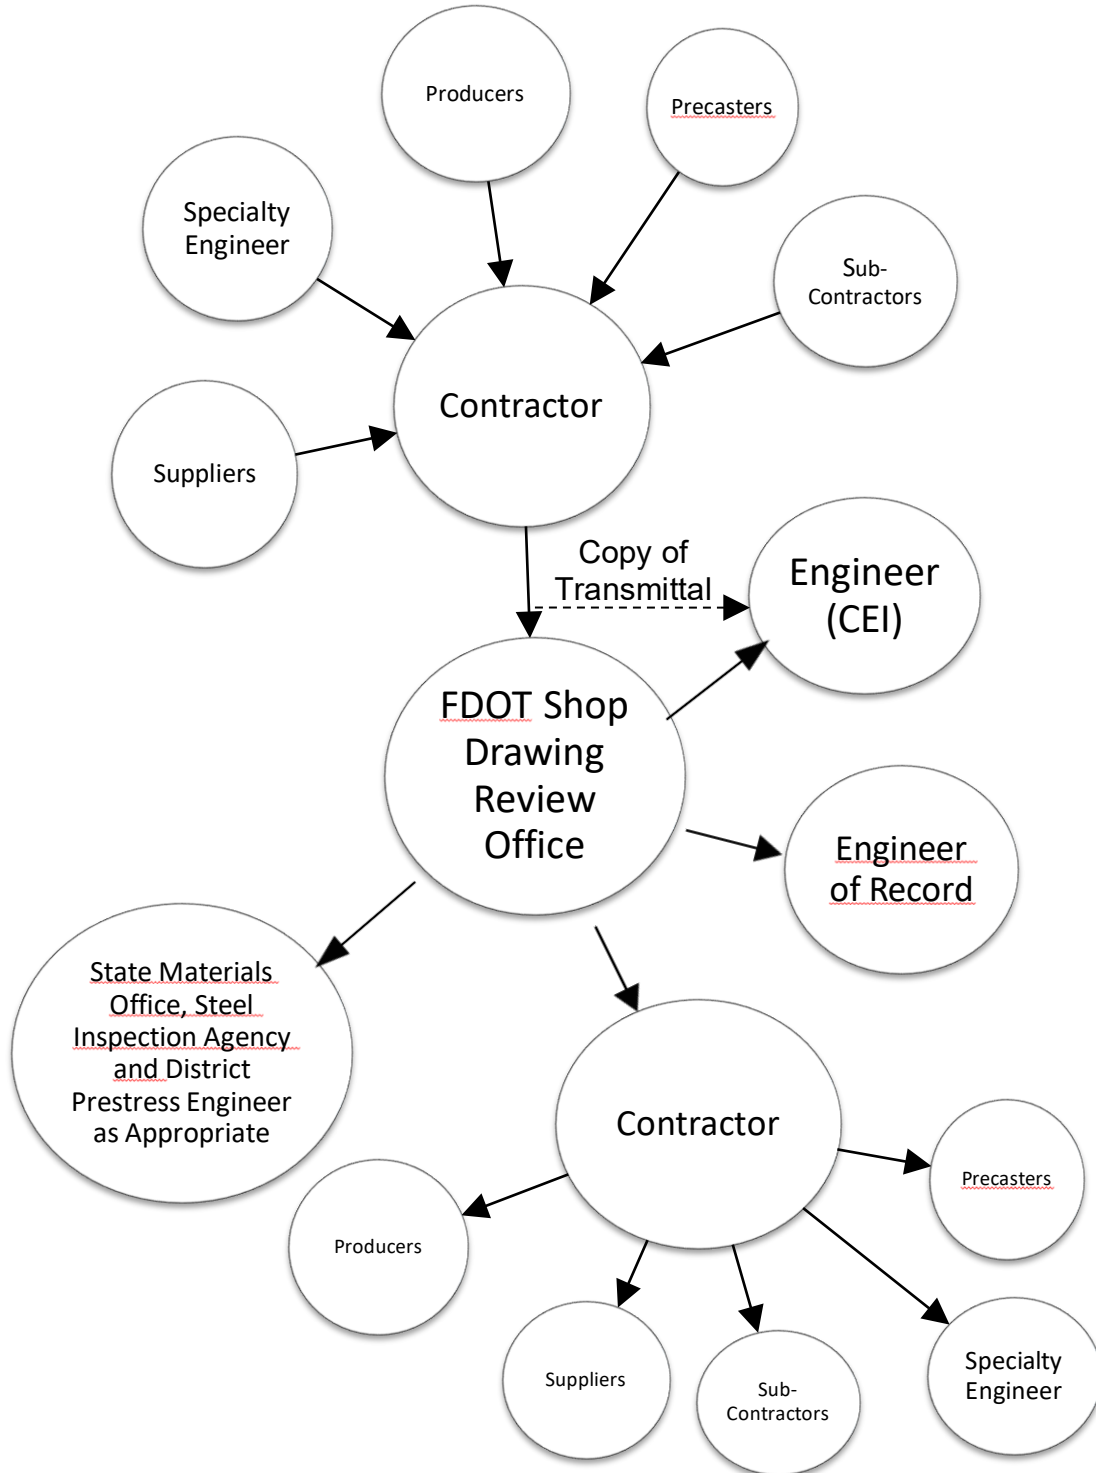 Producers
Precasters
Specialty
Engineer
Sub-
Contractors
Contractor
Suppliers
Copy of
Transmittal
Engineer
(CEI)
FDOT Shop
Drawing
Review
Office
Engineer
of Record
State Materials
Office, Steel
Inspection Agency
and District
Prestress Engineer
as Appropriate
Contractor
Precasters
Producers
Suppliers
Sub-
Contractors
Specialty
Engineer